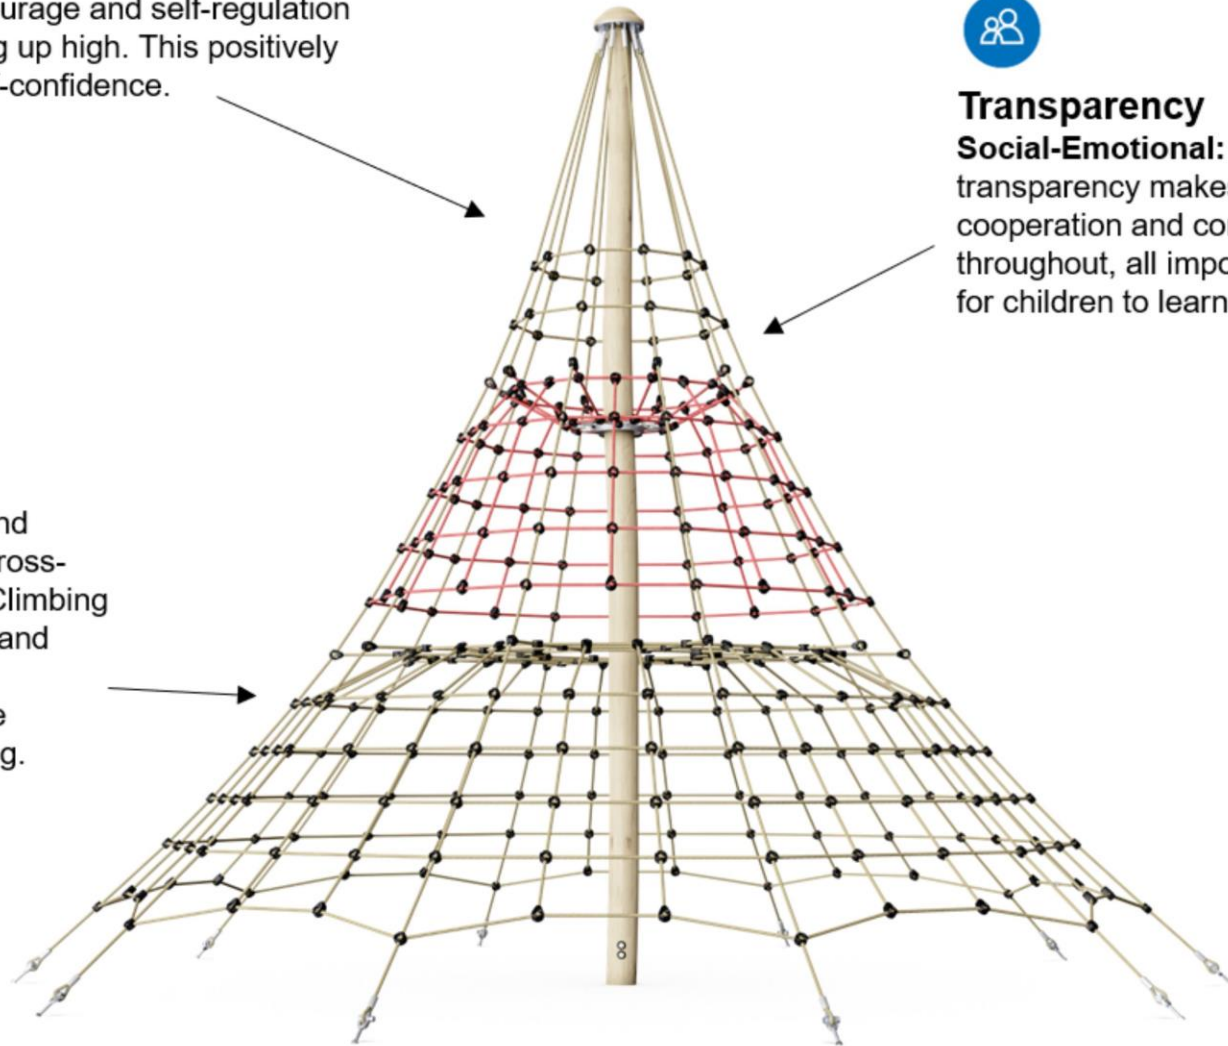 urage and self-regulation
g up high. This positively
-confidence.
Transparency
Social-Emotional:
transparency make
cooperation and co
throughout, all impo
for children to learn
nd
ross-
Climbing
and
e
g.